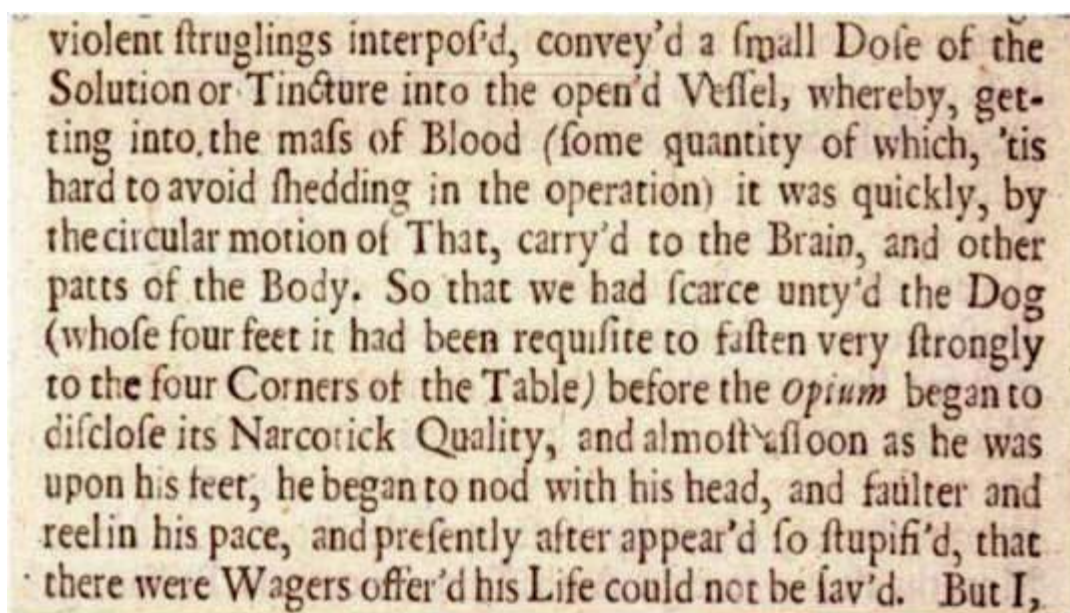 violent ſtruglings interpoſ'd, convey'd a ſmall Doſe of the
Solution or Tincture into the open'd Veſſel, whereby, get-
ting into the maſs of Blood (ſome quantity of which, 'tis
hard to avoid ſhedding in the operation) it was quickly, by
the circular motion of That, carry'd to the Brain, and other
parts of the Body. So that we had ſcarce unty'd the Dog
(whoſe four feet it had been requiſite to faſten very ſtrongly
to the four Corners of the Table) before the Opium began to
diſcloſe its Narcotick Quality, and almoſt aſſoon as he was
upon his feet, he began to nod with his head, and faulter and
reel in his pace, and preſently after appear'd ſo ſtupifi'd, that
there were Wagers offer'd his Life could not be ſav'd. But I,